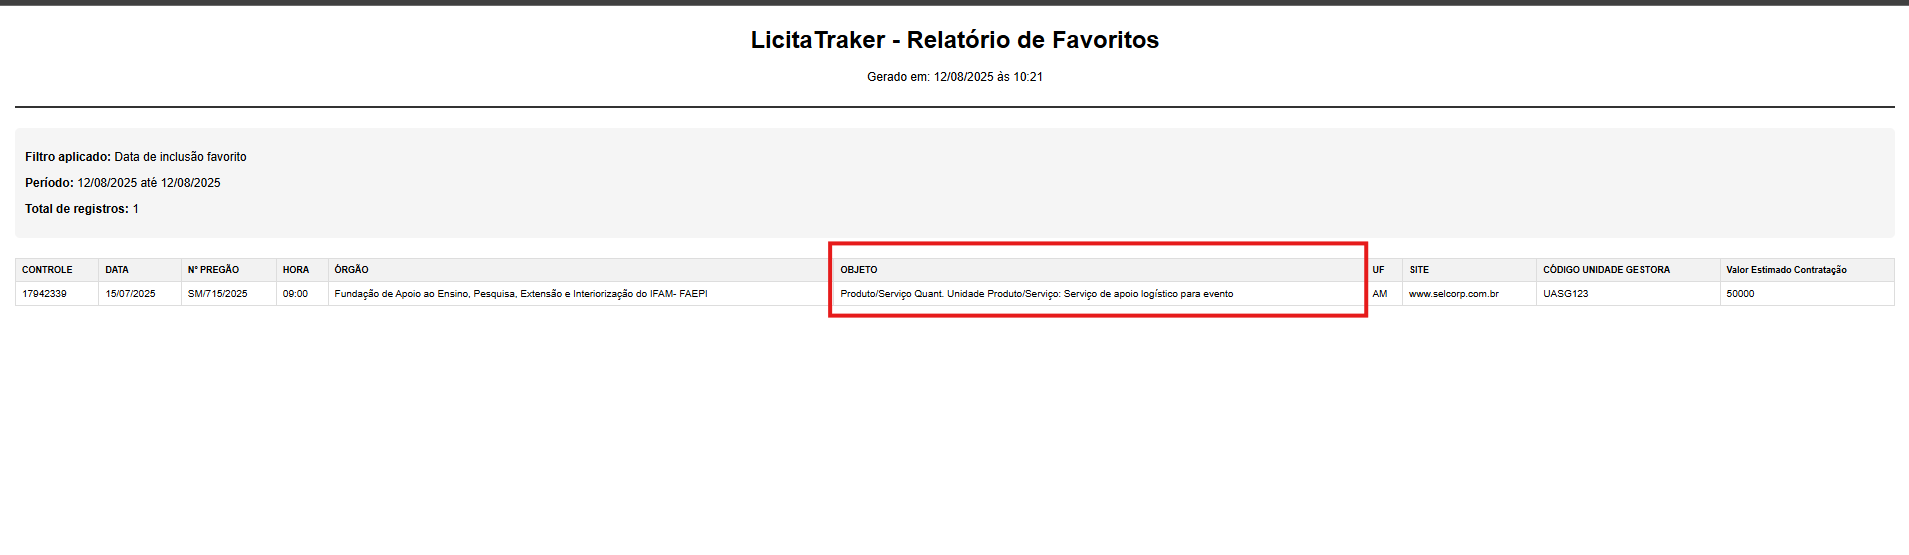 LicitaTraker - Relatório de Favoritos
Gerado em: 12/08/2025 às 10:21
Filtro aplicado: Data de inclusão favorito
Período: 12/08/2025 até 12/08/2025
Total de registros: 1
CONTROLE DATA Nº PREGÃO HORA ÓRGÃO OBJETO UF SITE CÓDIGO UNIDADE GESTORA Valor Estimado Contratação
17942339 15/07/2025 SM/715/2025 09:00 Fundação de Apoio ao Ensino, Pesquisa, Extensão e Interiorização do IFAM- FAEPI Produto/Serviço Quant. Unidade Produto/Serviço: Serviço de apoio logístico para evento AM www.selcorp.com.br UASG123 50000